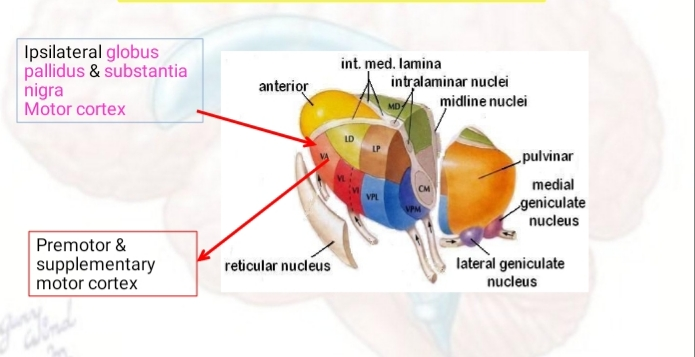 Ipsilateral globus
pallidus & substantia
nigra
Motor cortex
int. med. lamina
intralaminar nuclei
anterior
MD
midline nuclei
LD
LP
VA
pulvinar
VL
VI
VPL
CM
VPM
medial
geniculate
nucleus
Premotor &
supplementary
motor cortex
reticular nucleus
lateral geniculate
nucleus